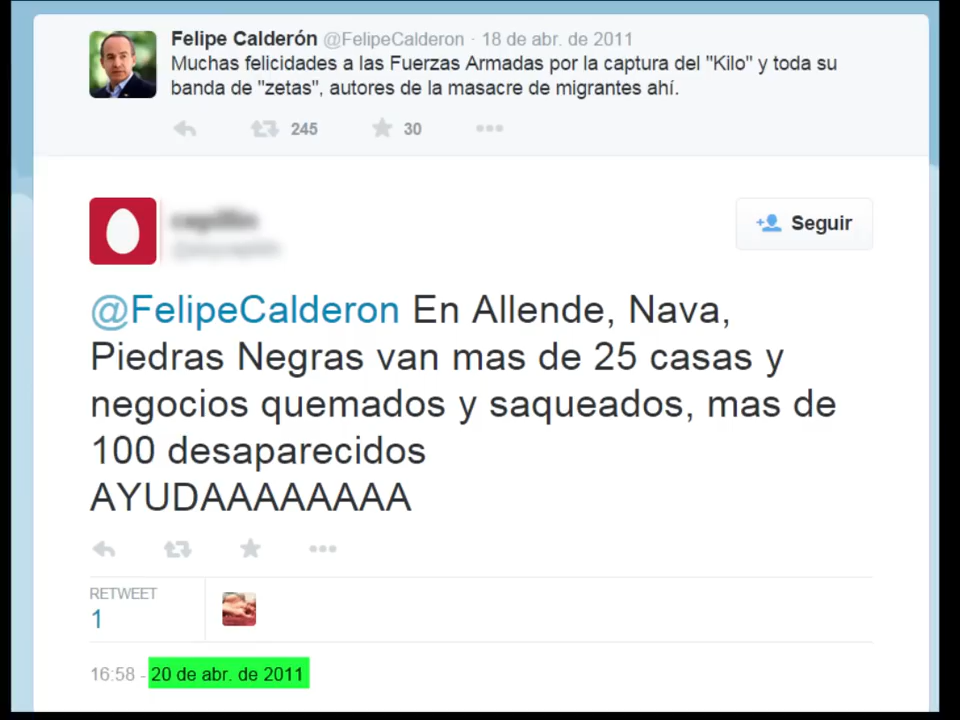 Felipe Calderón @FelipeCalderon · 18 de abr. de 2011
Muchas felicidades a las Fuerzas Armadas por la captura del "Kilo" y toda su
banda de "zetas", autores de la masacre de migrantes ahí.
245 30
Seguir
@FelipeCalderon En Allende, Nava,
Piedras Negras van mas de 25 casas y
negocios quemados y saqueados, mas de
100 desaparecidos
AYUDAAAAAAAA
RETWEET
1
16:58 - 20 de abr. de 2011